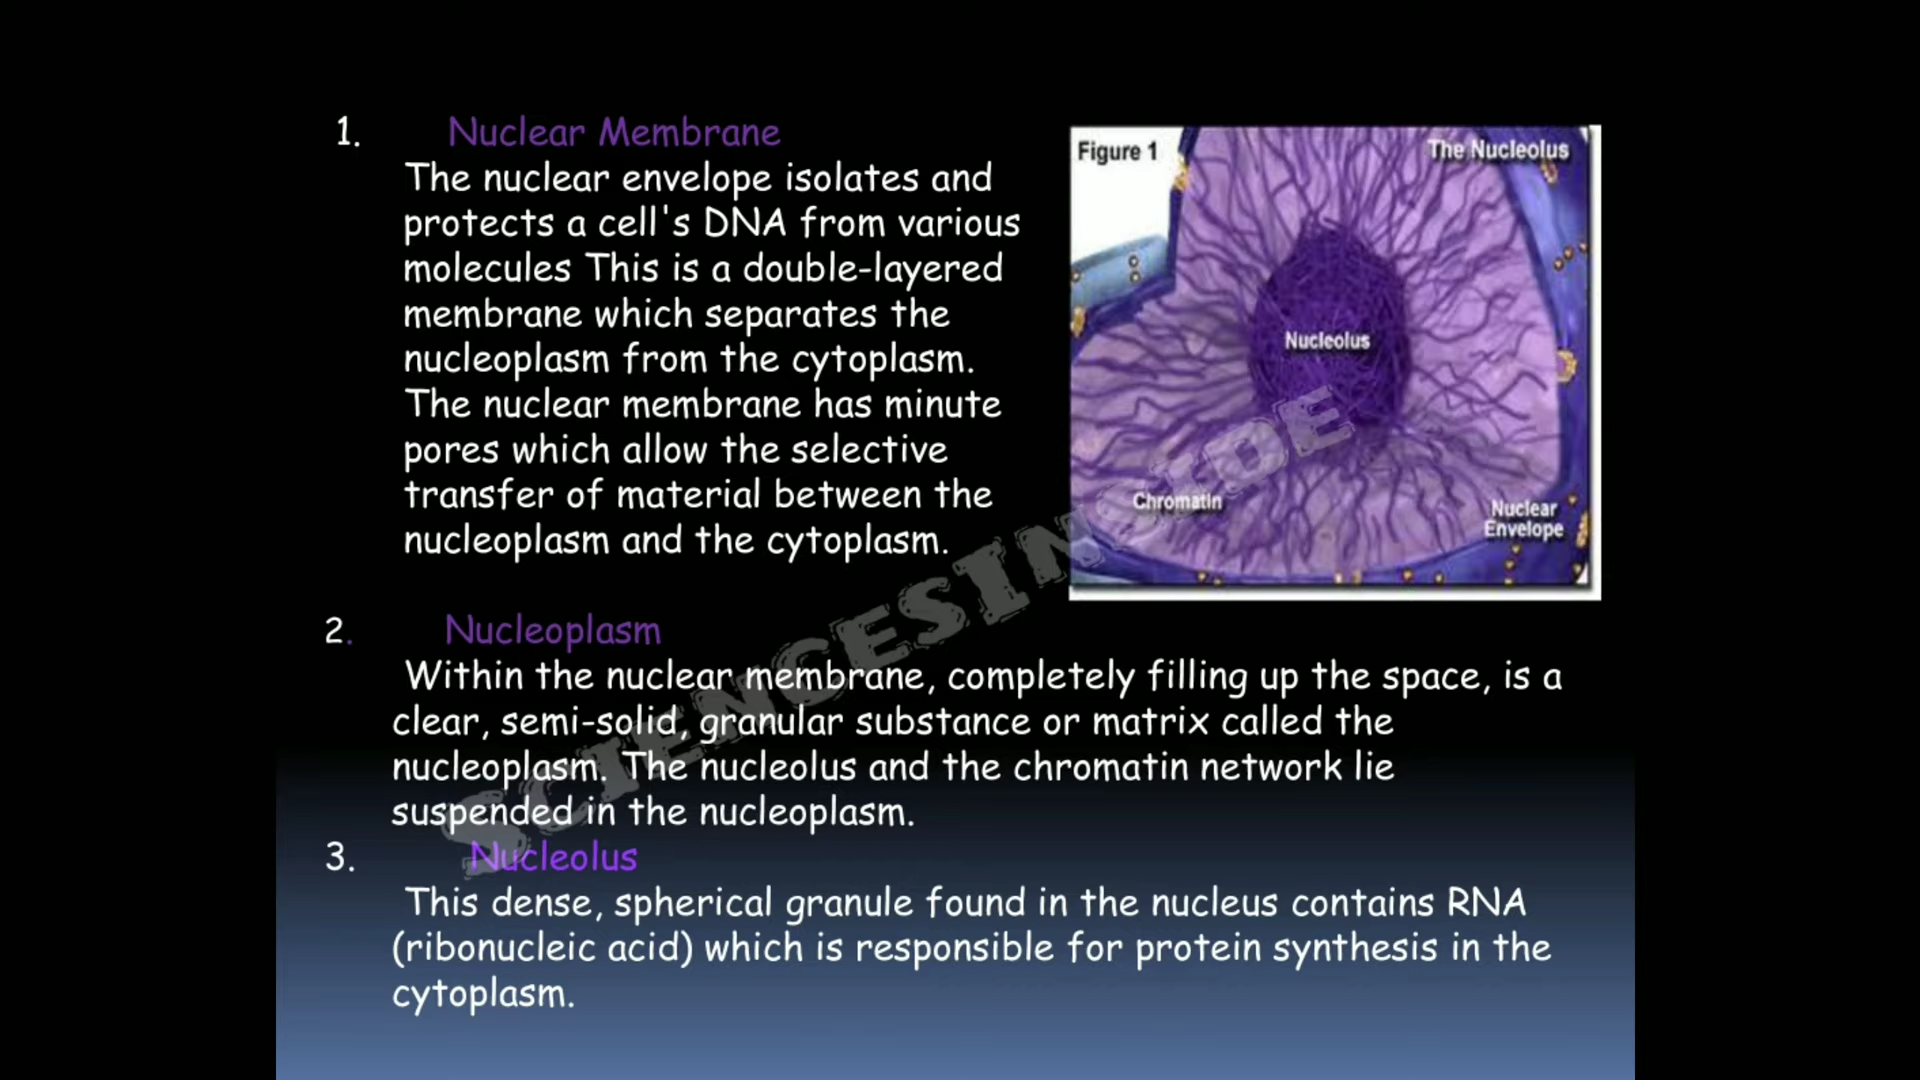 1. Nuclear Membrane
The nuclear envelope isolates and
protects a cell's DNA from various
molecules This is a double-layered
membrane which separates the
nucleoplasm from the cytoplasm.
The nuclear membrane has minute
pores which allow the selective
transfer of material between the
nucleoplasm and the cytoplasm.
Figure 1
The Nucleolus
Nucleolus
Chromatin
Nuclear
Envelope
2. Nucleoplasm
Within the nuclear membrane, completely filling up the space, is a
clear, semi-solid, granular substance or matrix called the
nucleoplasm. The nucleolus and the chromatin network lie
suspended in the nucleoplasm.
3. Nucleolus
This dense, spherical granule found in the nucleus contains RNA
(ribonucleic acid) which is responsible for protein synthesis in the
cytoplasm.
SCIENCESINSIDE